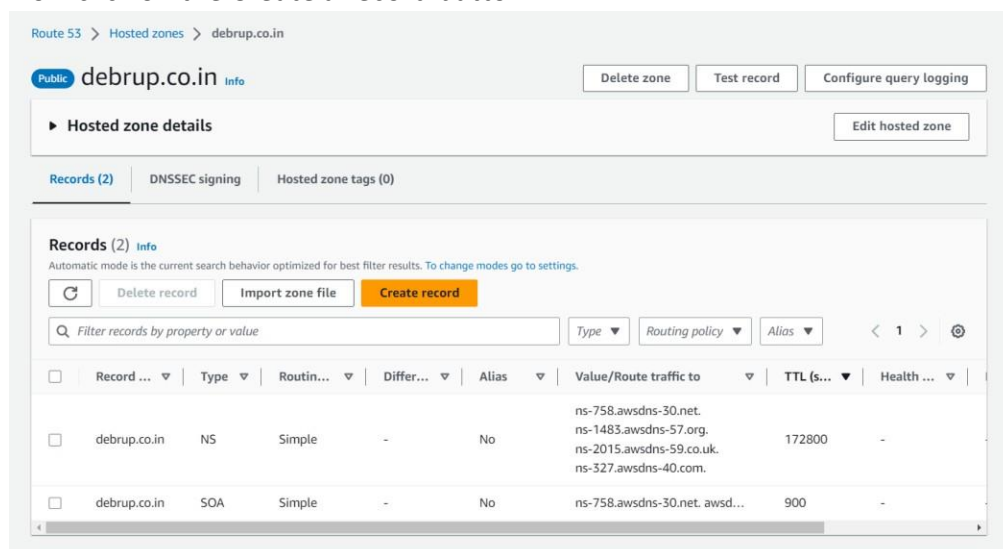 Route 53 > Hosted zones > debrup.co.in
Public debrup.co.in Info
Delete zone
Test record
Configure query logging
Hosted zone details
Edit hosted zone
Records (2)
DNSSEC signing
Hosted zone tags (0)
Records (2) Info
Automatic mode is the current search behavior optimized for best filter results. To change modes go to settings.
Delete record
Import zone file
Create record
Filter records by property or value
Type
Routing policy
Alias
< 1 >
Record ... Type Routin... Differ... Alias Value/Route traffic to TTL (s... Health ...
debrup.co.in NS Simple - No
ns-758.awsdns-30.net.
ns-1483.awsdns-57.org.
ns-2015.awsdns-59.co.uk.
ns-327.awsdns-40.com.
172800 -
debrup.co.in SOA Simple - No ns-758.awsdns-30.net. awsd... 900 -